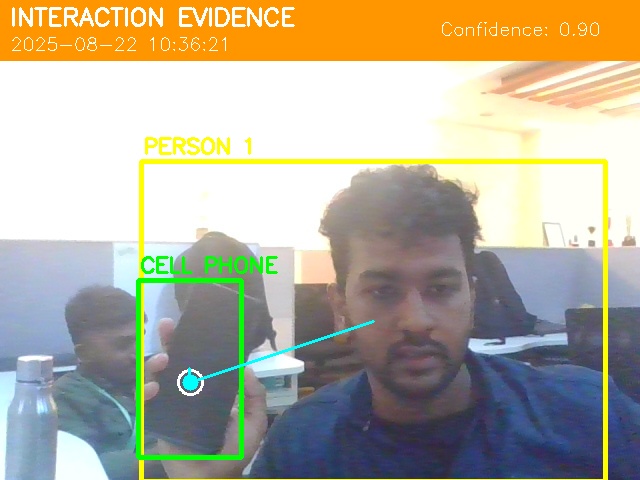 INTERACTION EVIDENCE
2025-08-22 10:36:21
Confidence: 0.90
PERSON 1
CELL PHONE